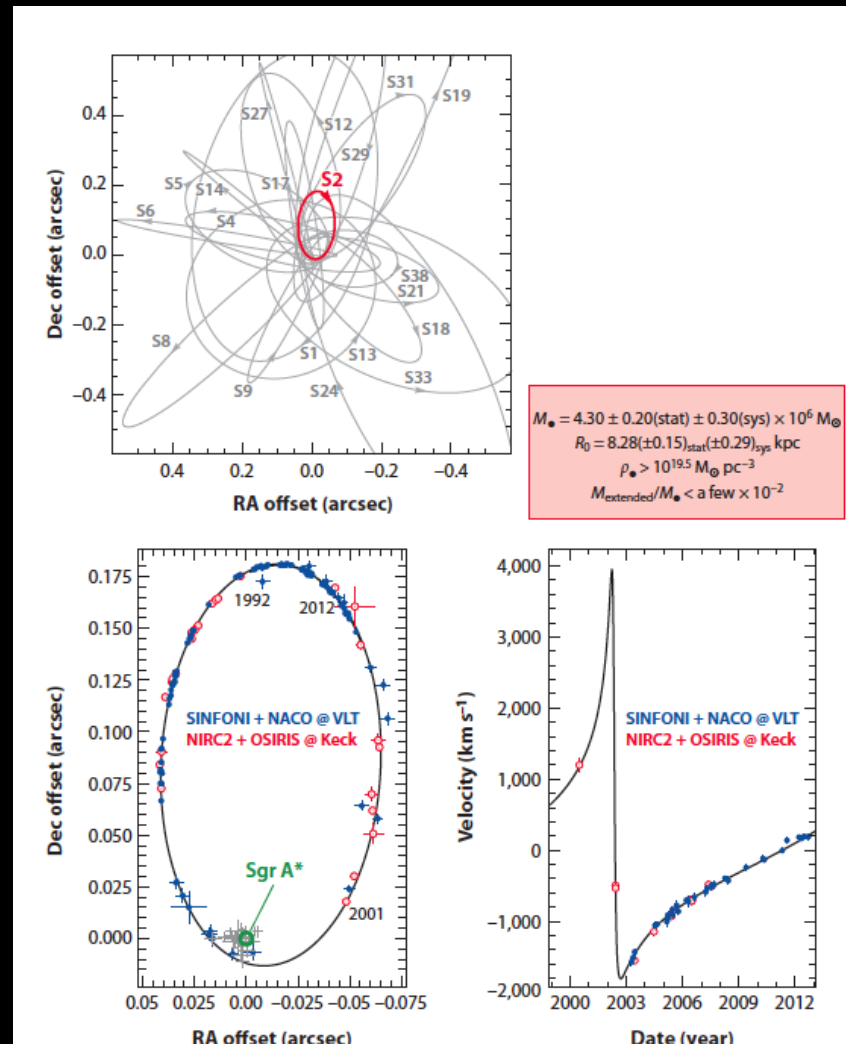 0.4
0.2
0.0
−0.2
−0.4
Dec offset (arcsec)
0.4 0.2 0.0 −0.2 −0.4
RA offset (arcsec)
S31
S19
S27
S12
S29
S17
S2
S5
S14
S6
S4
S38
S21
S18
S8
S1
S13
S9
S24
S33
M● = 4.30 ± 0.20(stat) ± 0.30(sys) × 10⁶ M☉
R₀ = 8.28(±0.15)stat(±0.29)sys kpc
ρ● > 10¹⁹·⁵ M☉ pc⁻³
Mextended/M● < a few × 10⁻²
0.175
0.150
0.125
0.100
0.075
0.050
0.025
0.000
Dec offset (arcsec)
1992
2012
SINFONI + NACO @ VLT
NIRC2 + OSIRIS @ Keck
Sgr A*
2001
0.05 0.025 0.00 −0.025 −0.05 −0.075
RA offset (arcsec)
4,000
3,000
2,000
1,000
0
−1,000
−2,000
Velocity (km s⁻¹)
SINFONI + NACO @ VLT
NIRC2 + OSIRIS @ Keck
2000 2003 2006 2009 2012
Date (year)